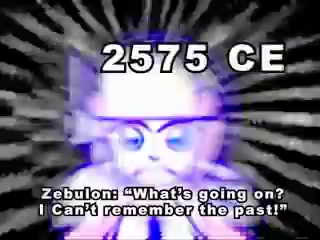 2575 CE
Zebulon: “What’s going on?
I Can’t remember the past!”